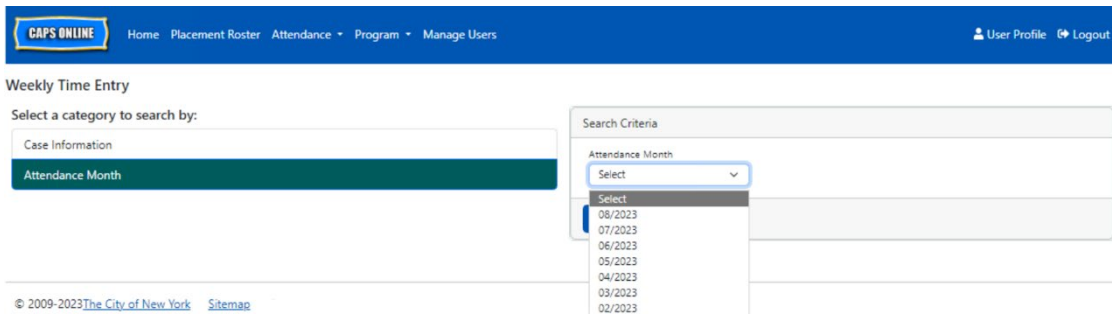 CAPS ONLINE Home Placement Roster Attendance Program Manage Users User Profile Logout
Weekly Time Entry
Select a category to search by:
Case Information
Attendance Month
Search Criteria
Attendance Month
Select
Select
08/2023
07/2023
06/2023
05/2023
04/2023
03/2023
02/2023
© 2009-2023The City of New York Sitemap